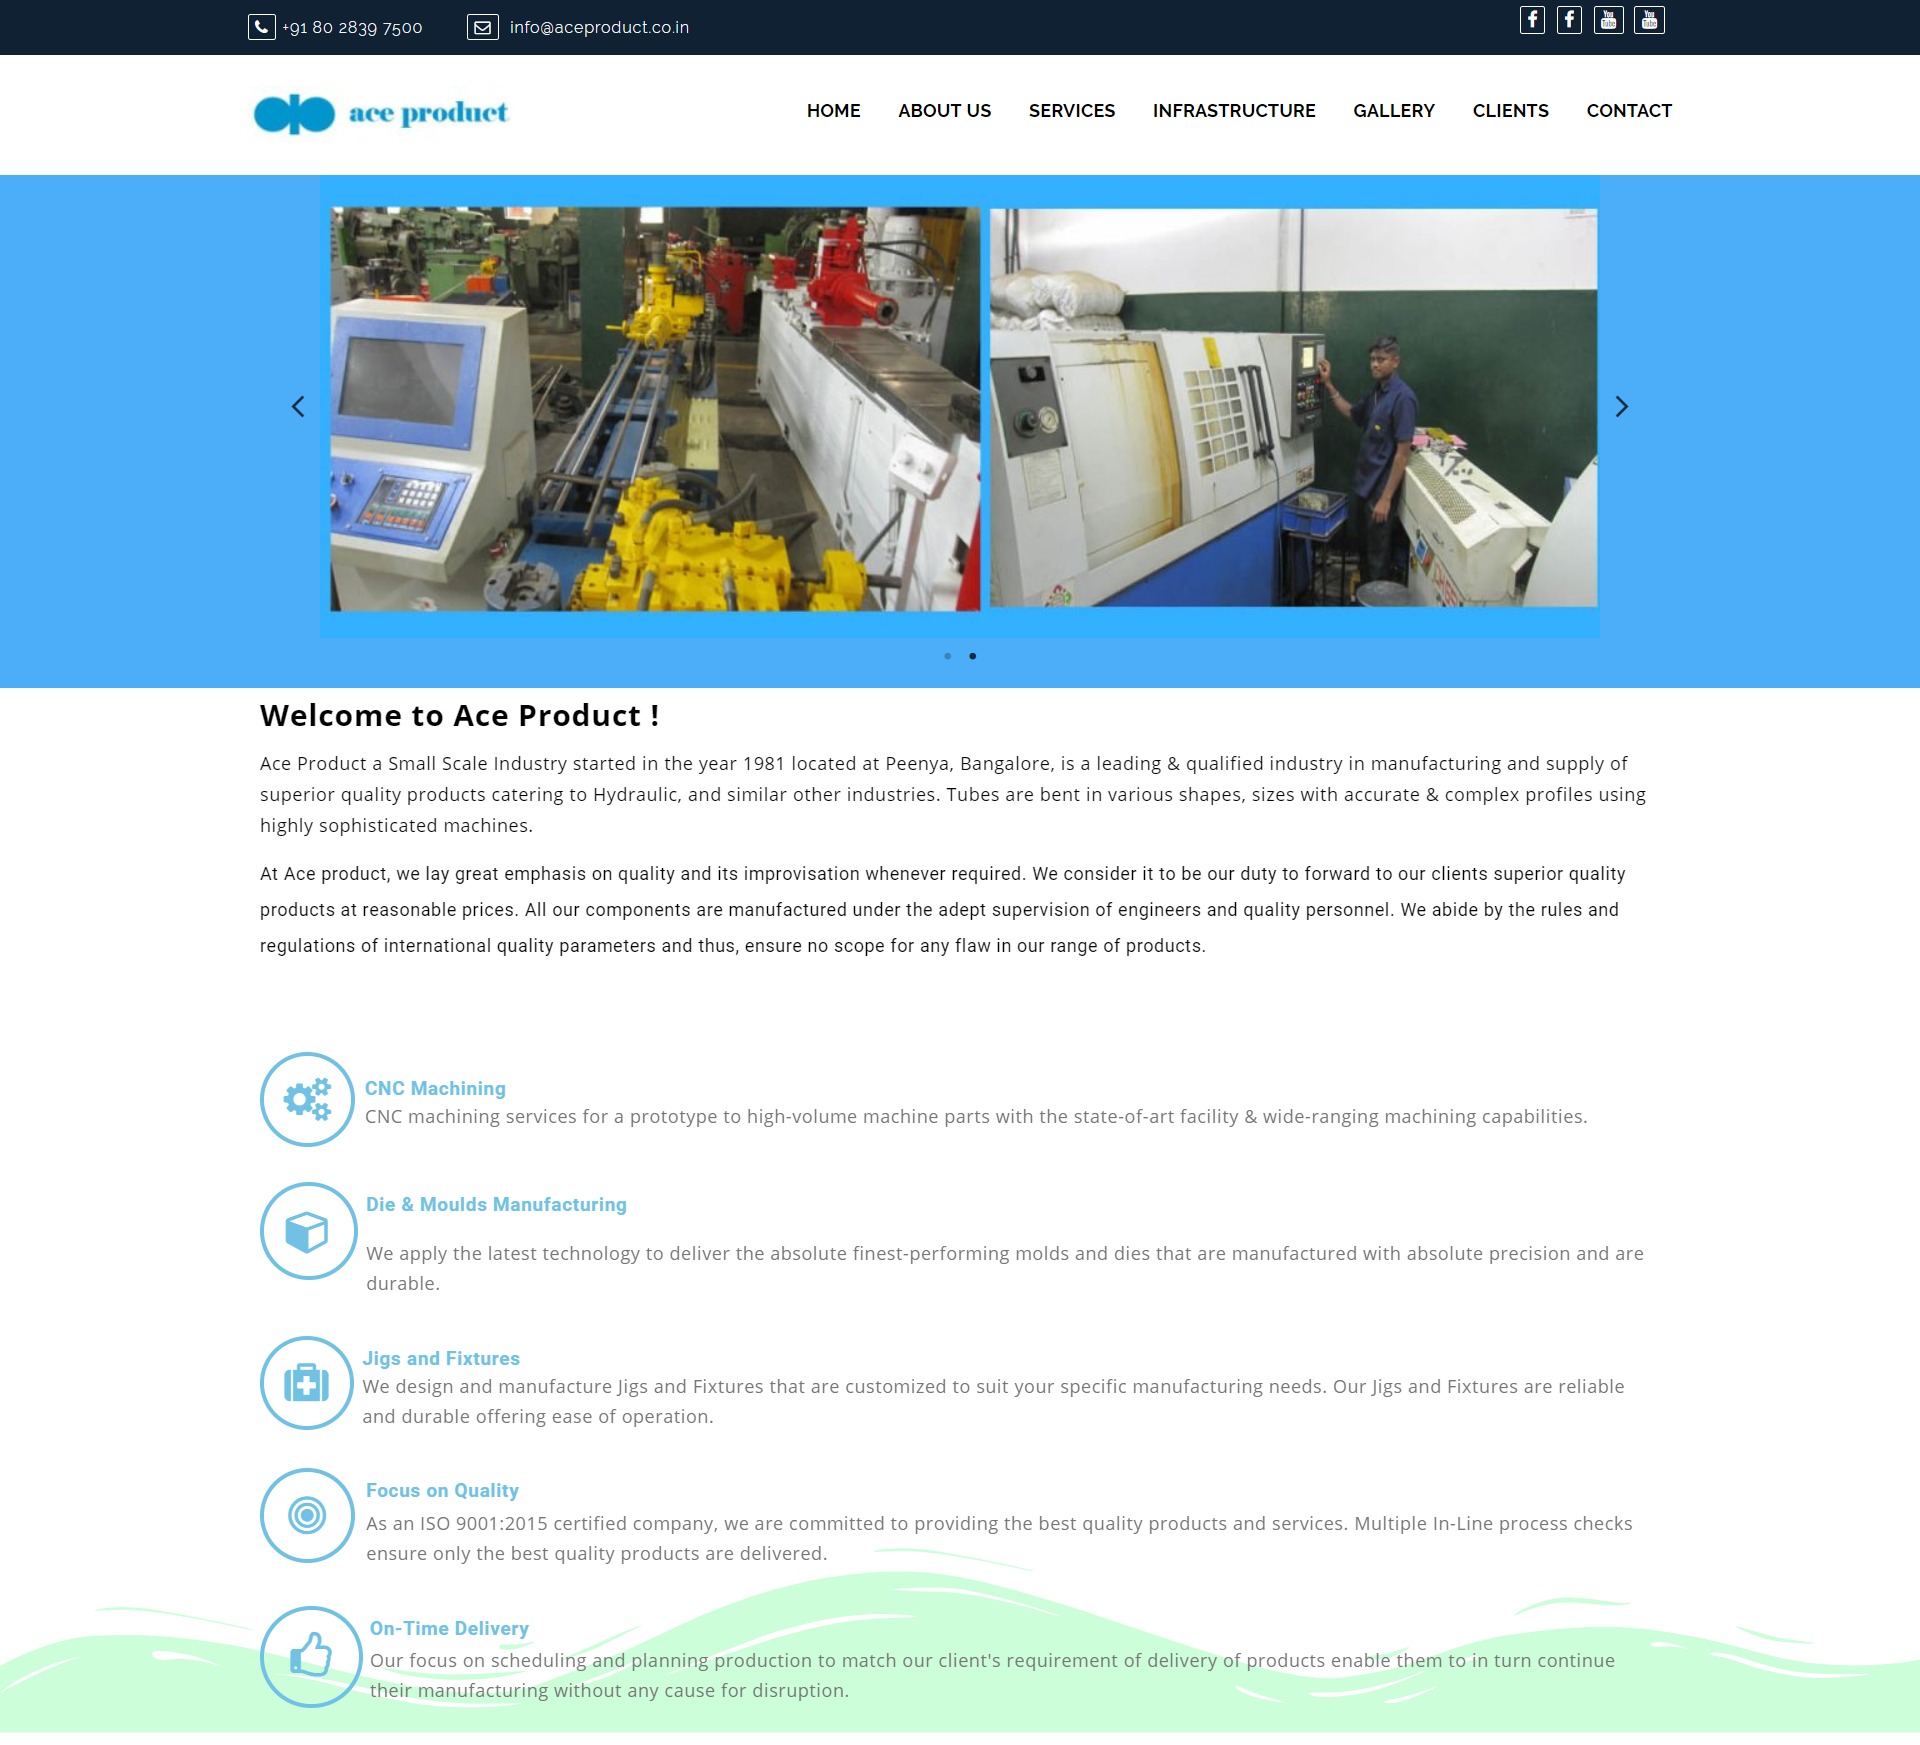 +91 80 2839 7500
info@aceproduct.co.in
ace product
HOME ABOUT US SERVICES INFRASTRUCTURE GALLERY CLIENTS CONTACT
Welcome to Ace Product !
Ace Product a Small Scale Industry started in the year 1981 located at Peenya, Bangalore, is a leading & qualified industry in manufacturing and supply of
superior quality products catering to Hydraulic, and similar other industries. Tubes are bent in various shapes, sizes with accurate & complex profiles using
highly sophisticated machines.
At Ace product, we lay great emphasis on quality and its improvisation whenever required. We consider it to be our duty to forward to our clients superior quality
products at reasonable prices. All our components are manufactured under the adept supervision of engineers and quality personnel. We abide by the rules and
regulations of international quality parameters and thus, ensure no scope for any flaw in our range of products.
CNC Machining
CNC machining services for a prototype to high-volume machine parts with the state-of-art facility & wide-ranging machining capabilities.
Die & Moulds Manufacturing
We apply the latest technology to deliver the absolute finest-performing molds and dies that are manufactured with absolute precision and are
durable.
Jigs and Fixtures
We design and manufacture Jigs and Fixtures that are customized to suit your specific manufacturing needs. Our Jigs and Fixtures are reliable
and durable offering ease of operation.
Focus on Quality
As an ISO 9001:2015 certified company, we are committed to providing the best quality products and services. Multiple In-Line process checks
ensure only the best quality products are delivered.
On-Time Delivery
Our focus on scheduling and planning production to match our client's requirement of delivery of products enable them to in turn continue
their manufacturing without any cause for disruption.